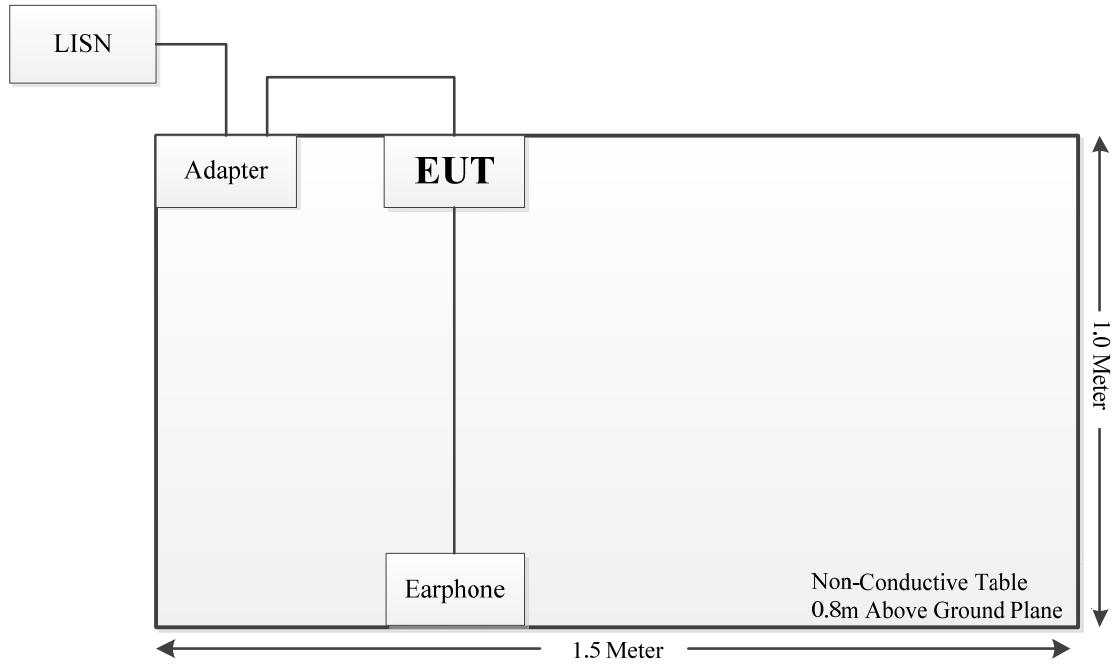 LISN
Adapter
EUT
Earphone
Non-Conductive Table
0.8m Above Ground Plane
1.0 Meter
1.5 Meter